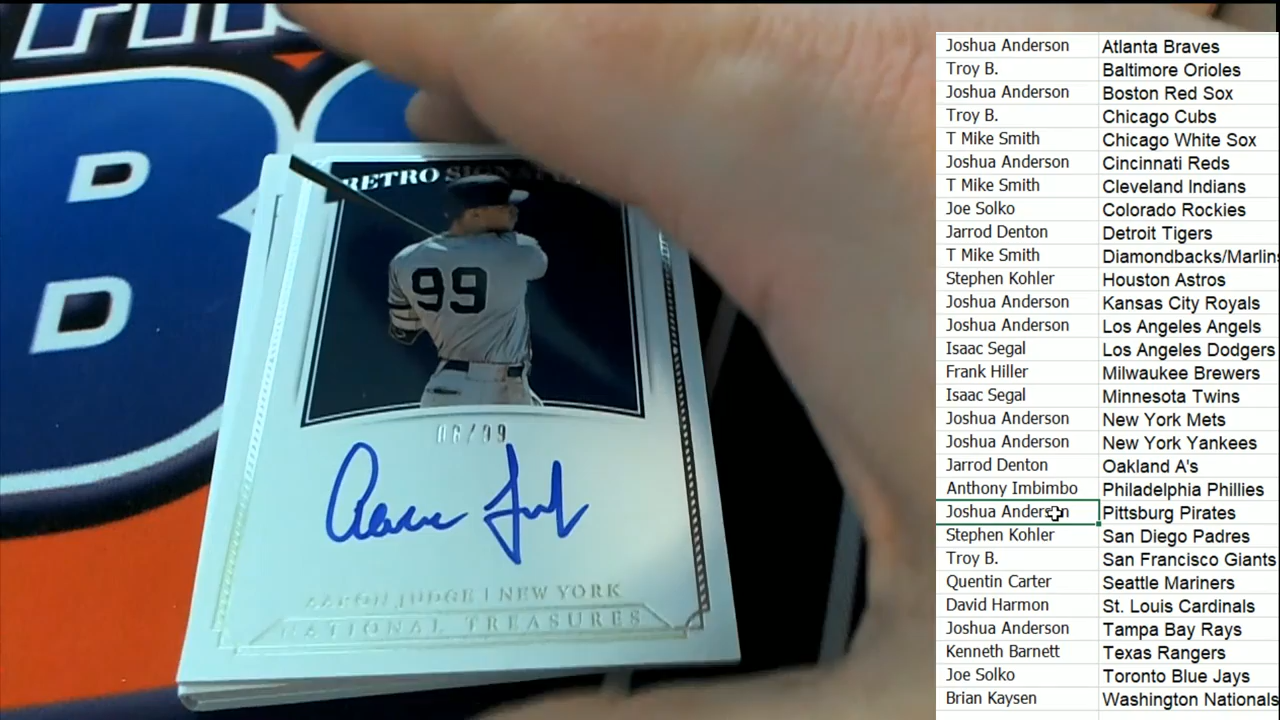 RETRO
99
06/99
Aaron Judge
AARON JUDGE | NEW YORK
NATIONAL TREASURES
Joshua Anderson Atlanta Braves
Troy B. Baltimore Orioles
Joshua Anderson Boston Red Sox
Troy B. Chicago Cubs
T Mike Smith Chicago White Sox
Joshua Anderson Cincinnati Reds
T Mike Smith Cleveland Indians
Joe Solko Colorado Rockies
Jarrod Denton Detroit Tigers
T Mike Smith Diamondbacks/Marlins
Stephen Kohler Houston Astros
Joshua Anderson Kansas City Royals
Joshua Anderson Los Angeles Angels
Isaac Segal Los Angeles Dodgers
Frank Hiller Milwaukee Brewers
Isaac Segal Minnesota Twins
Joshua Anderson New York Mets
Joshua Anderson New York Yankees
Jarrod Denton Oakland A's
Anthony Imbimbo Philadelphia Phillies
Joshua Anderson Pittsburg Pirates
Stephen Kohler San Diego Padres
Troy B. San Francisco Giants
Quentin Carter Seattle Mariners
David Harmon St. Louis Cardinals
Joshua Anderson Tampa Bay Rays
Kenneth Barnett Texas Rangers
Joe Solko Toronto Blue Jays
Brian Kaysen Washington Nationals